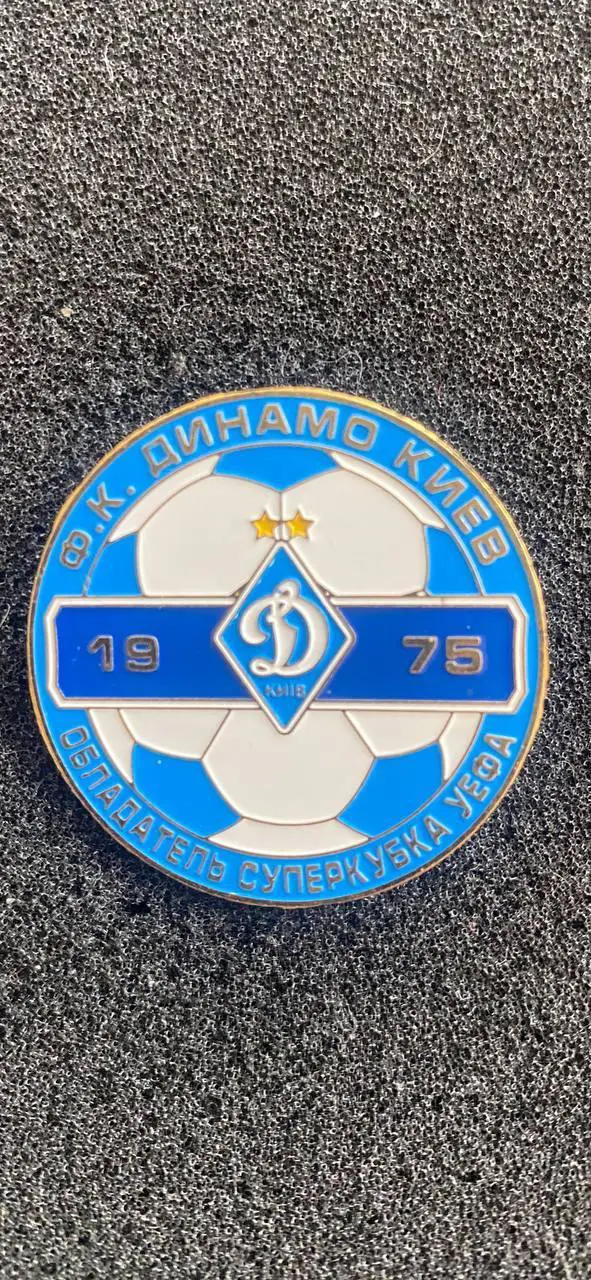 Ф.К. ДИНАМО КИЕВ
19 75
Д
КИЇВ
ОБЛАДАТЕЛЬ СУПЕРКУБКА УЕФА